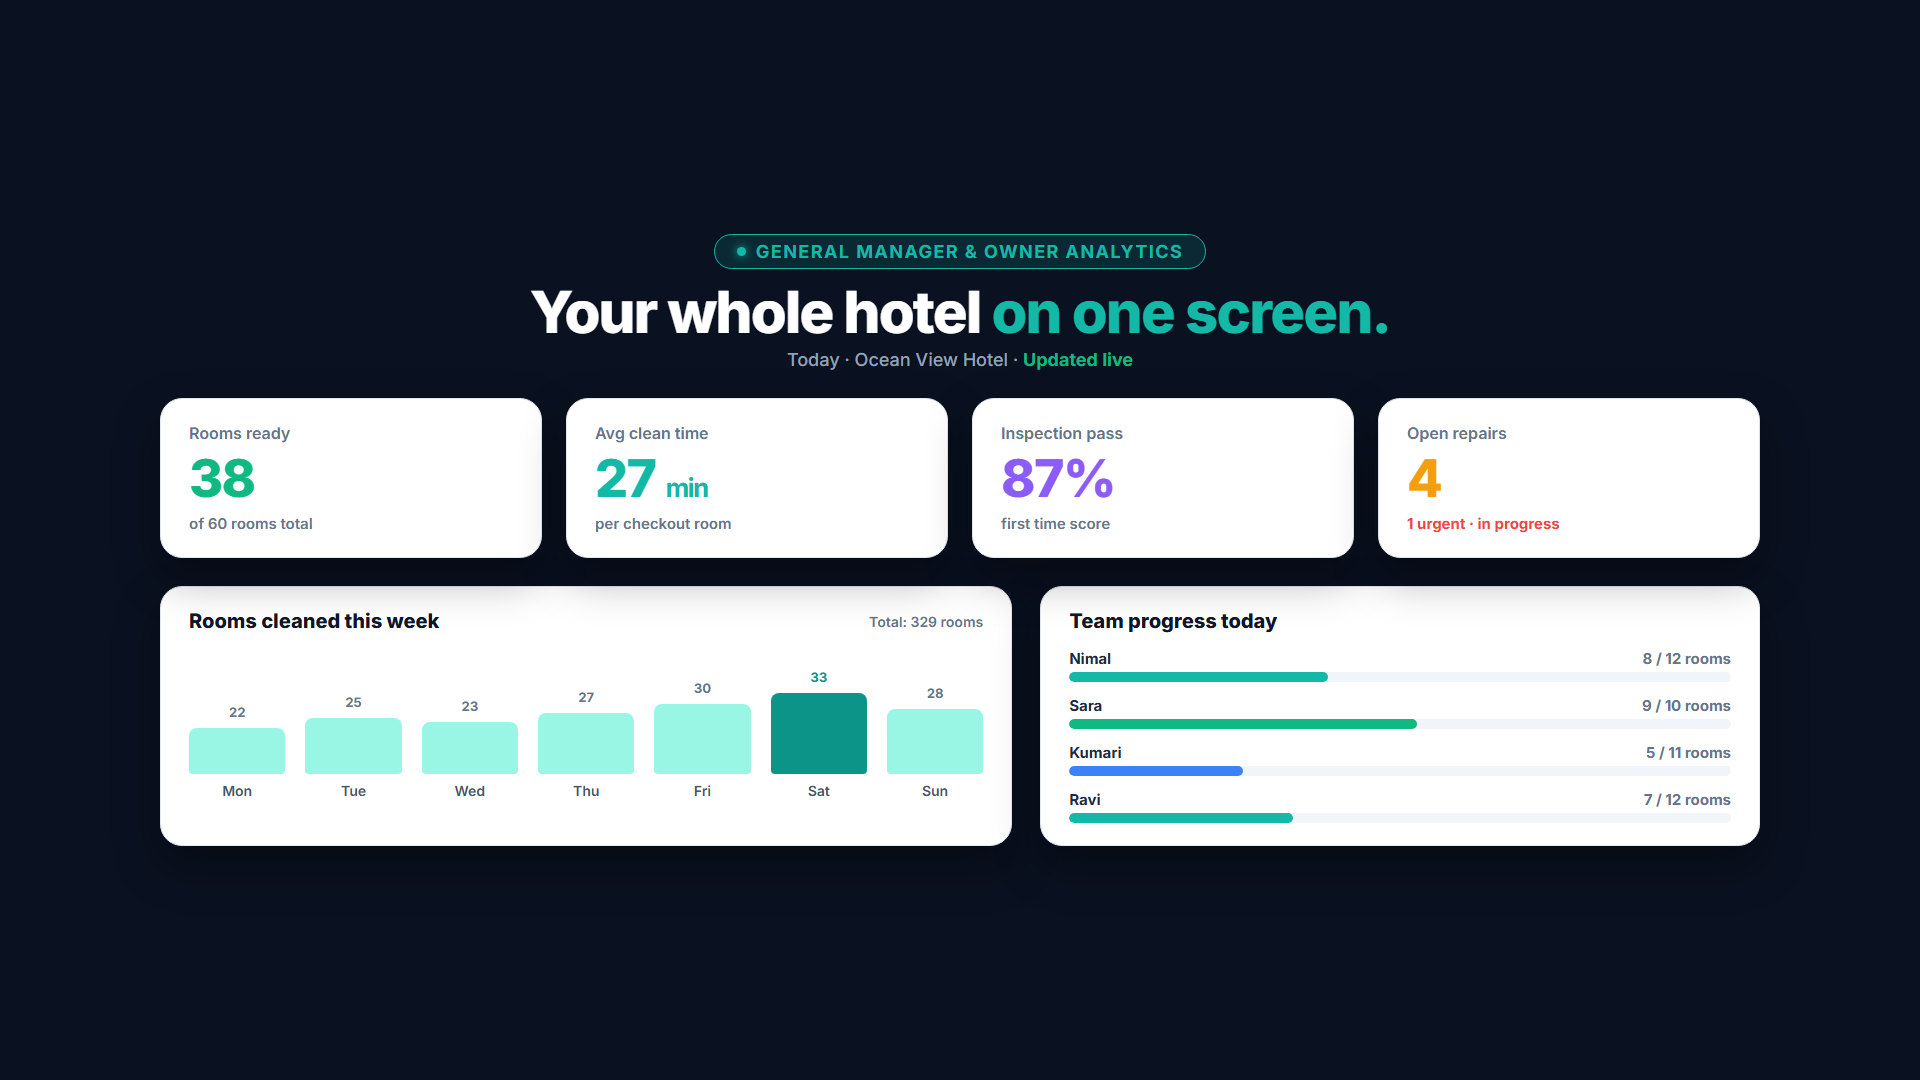 GENERAL MANAGER & OWNER ANALYTICS
Your whole hotel on one screen.
Today · Ocean View Hotel · Updated live
Rooms ready
38
of 60 rooms total
Avg clean time
27 min
per checkout room
Inspection pass
87%
first time score
Open repairs
4
1 urgent · in progress
Rooms cleaned this week
Total: 329 rooms
22
25
23
27
30
33
28
Mon
Tue
Wed
Thu
Fri
Sat
Sun
Team progress today
Nimal
8 / 12 rooms
Sara
9 / 10 rooms
Kumari
5 / 11 rooms
Ravi
7 / 12 rooms